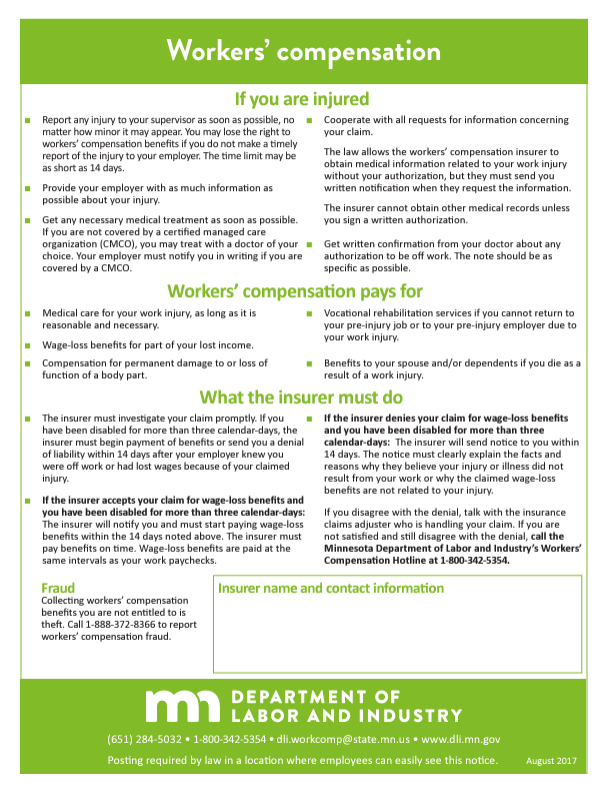 Workers' compensation
If you are injured
Report any injury to your supervisor as soon as possible, no
matter how minor it may appear. You may lose the right to
workers' compensation benefits if you do not make a timely
report of the injury to your employer. The time limit may be
as short as 14 days.
Provide your employer with as much information as
possible about your injury.
Get any necessary medical treatment as soon as possible.
If you are not covered by a certified managed care
organization (CMCO), you may treat with a doctor of your
choice. Your employer must notify you in writing if you are
covered by a CMCO.
Cooperate with all requests for information concerning
your claim.
The law allows the workers' compensation insurer to
obtain medical information related to your work injury
without your authorization, but they must send you
written notification when they request the information.
The insurer cannot obtain other medical records unless
you sign a written authorization.
Get written confirmation from your doctor about any
authorization to be off work. The note should be as
specific as possible.
Workers' compensation pays for
Medical care for your work injury, as long as it is
reasonable and necessary.
Wage-loss benefits for part of your lost income.
Compensation for permanent damage to or loss of
function of a body part.
Vocational rehabilitation services if you cannot return to
your pre-injury job or to your pre-injury employer due to
your work injury.
Benefits to your spouse and/or dependents if you die as a
result of a work injury.
What the insurer must do
The insurer must investigate your claim promptly. If you
have been disabled for more than three calendar-days, the
insurer must begin payment of benefits or send you a denial
of liability within 14 days after your employer knew you
were off work or had lost wages because of your claimed
injury.
If the insurer accepts your claim for wage-loss benefits and
you have been disabled for more than three calendar-days:
The insurer will notify you and must start paying wage-loss
benefits within the 14 days noted above. The insurer must
pay benefits on time. Wage-loss benefits are paid at the
same intervals as your work paychecks.
If the insurer denies your claim for wage-loss benefits
and you have been disabled for more than three
calendar-days: The insurer will send notice to you within
14 days. The notice must clearly explain the facts and
reasons why they believe your injury or illness did not
result from your work or why the claimed wage-loss
benefits are not related to your injury.
If you disagree with the denial, talk with the insurance
claims adjuster who is handling your claim. If you are
not satisfied and still disagree with the denial, call the
Minnesota Department of Labor and Industry's Workers'
Compensation Hotline at 1-800-342-5354.
Fraud
Collecting workers' compensation
benefits you are not entitled to is
theft. Call 1-888-372-8366 to report
workers' compensation fraud.
Insurer name and contact information
mn DEPARTMENT OF
LABOR AND INDUSTRY
(651) 284-5032 • 1-800-342-5354 • dli.workcomp@state.mn.us • www.dli.mn.gov
Posting required by law in a location where employees can easily see this notice.
August 2017